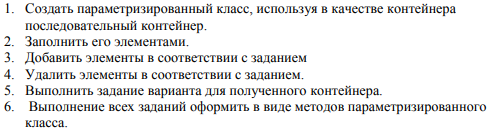 1. Создать параметризированный класс, используя в качестве контейнера
последовательный контейнер.
2. Заполнить его элементами.
3. Добавить элементы в соответствии с заданием
4. Удалить элементы в соответствии с заданием.
5. Выполнить задание варианта для полученного контейнера.
6. Выполнение всех заданий оформить в виде методов параметризированного
класса.